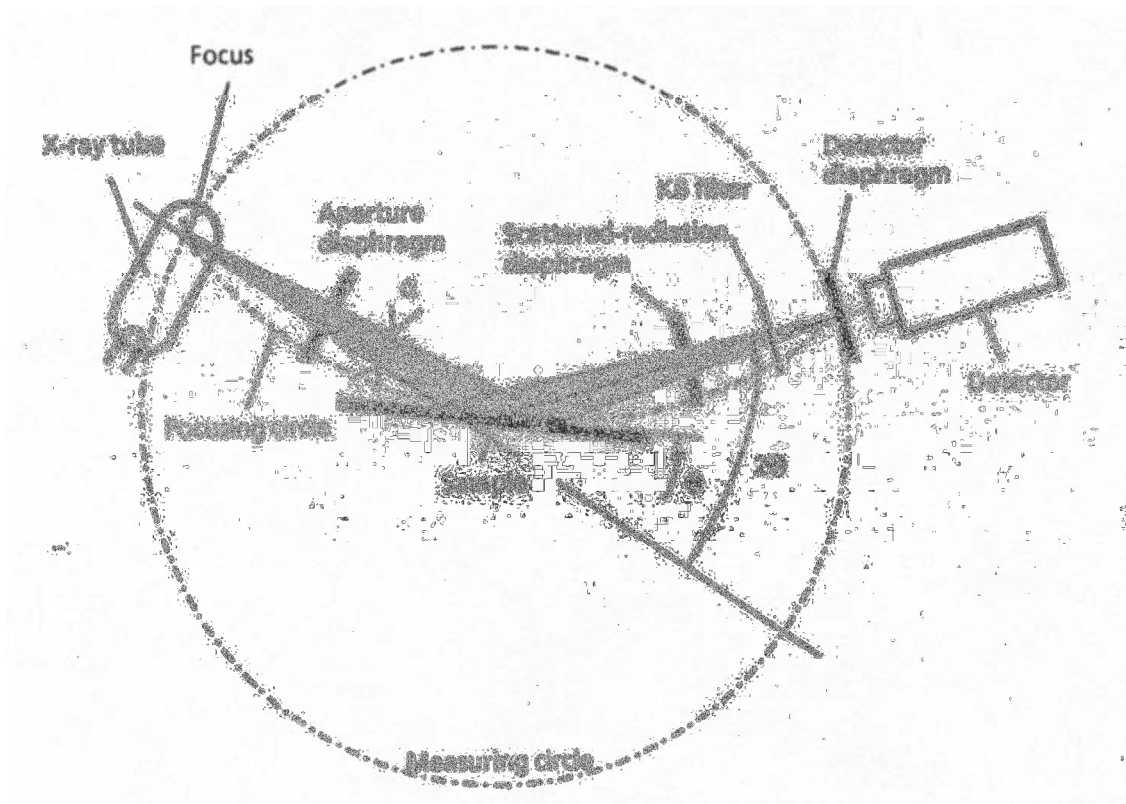 Focus
X-ray tube
Detector
diaphragm
Kß filter
Aperture
diaphragm
Scattered-radiation
diaphragm
α
Detector
Focusing circle
Sample
2θ
Measuring circle